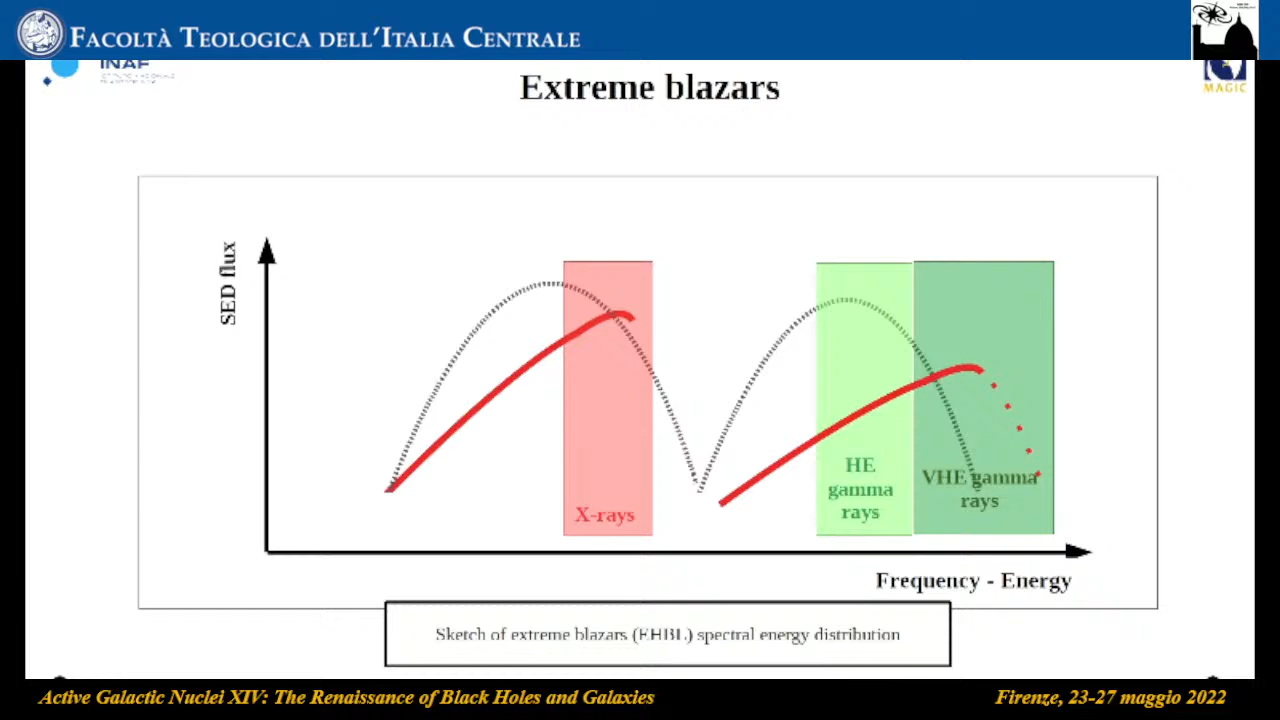 FACOLTÀ TEOLOGICA DELL'ITALIA CENTRALE
INAF
MAGIC
Extreme blazars
SED flux
X-rays
HE
gamma
rays
VHE gamma
rays
Frequency - Energy
Sketch of extreme blazars (EHBL) spectral energy distribution
Active Galactic Nuclei XIV: The Renaissance of Black Holes and Galaxies
Firenze, 23-27 maggio 2022